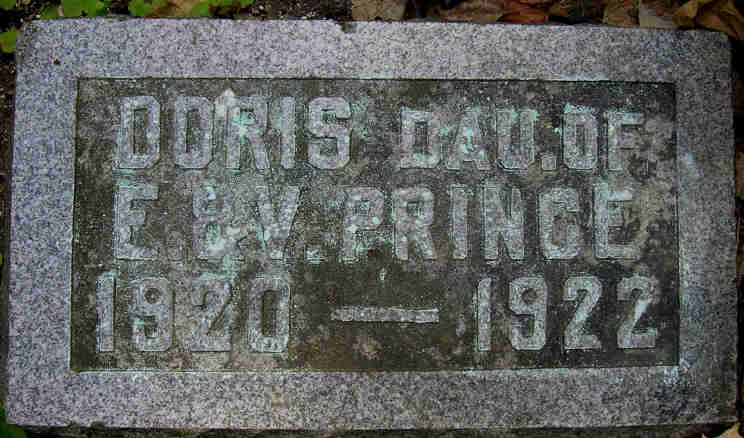 DORIS DAU. OF
E. & V. PRINCE
1920 — 1922